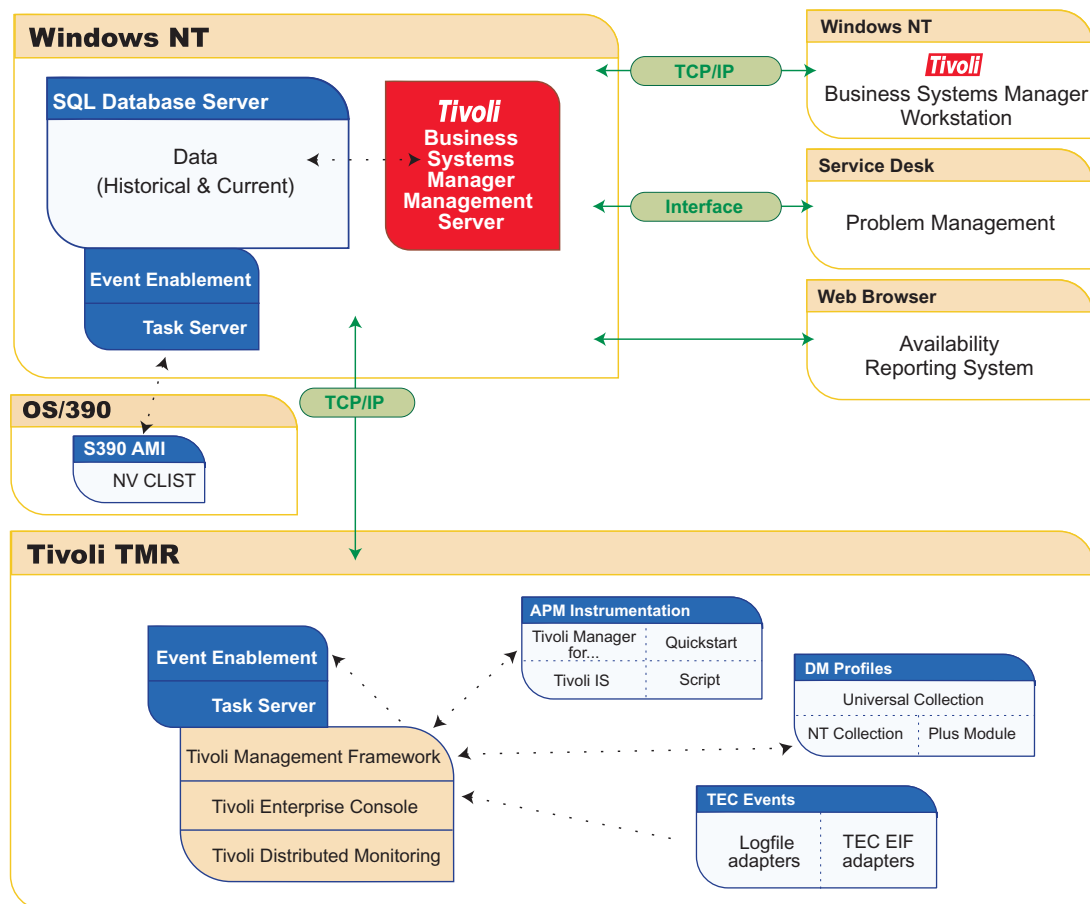 Windows NT
SQL Database Server
Data
(Historical & Current)
Tivoli
Business
Systems
Manager
Management
Server
Event Enablement
Task Server
TCP/IP
Windows NT
Tivoli
Business Systems Manager
Workstation
Interface
Service Desk
Problem Management
Web Browser
Availability
Reporting System
OS/390
S390 AMI
NV CLIST
TCP/IP
Tivoli TMR
Event Enablement
Task Server
Tivoli Management Framework
Tivoli Enterprise Console
Tivoli Distributed Monitoring
APM Instrumentation
Tivoli Manager
for...
Quickstart
Tivoli IS
Script
DM Profiles
Universal Collection
NT Collection
Plus Module
TEC Events
Logfile
adapters
TEC EIF
adapters